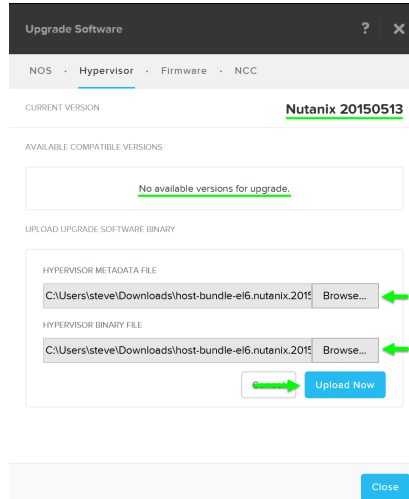 Upgrade Software ? X
NOS · Hypervisor · Firmware · NCC
CURRENT VERSION Nutanix 20150513
AVAILABLE COMPATIBLE VERSIONS
No available versions for upgrade.
UPLOAD UPGRADE SOFTWARE BINARY
HYPERVISOR METADATA FILE
C:\Users\steve\Downloads\host-bundle-el6.nutanix.2015 Browse...
HYPERVISOR BINARY FILE
C:\Users\steve\Downloads\host-bundle-el6.nutanix.2015 Browse...
Cancel Upload Now
Close